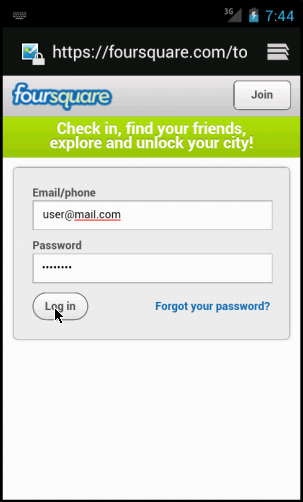 3G 7:44
https://foursquare.com/to
foursquare
Join
Check in, find your friends,
explore and unlock your city!
Email/phone
user@mail.com
Password
••••••••
Log in
Forgot your password?